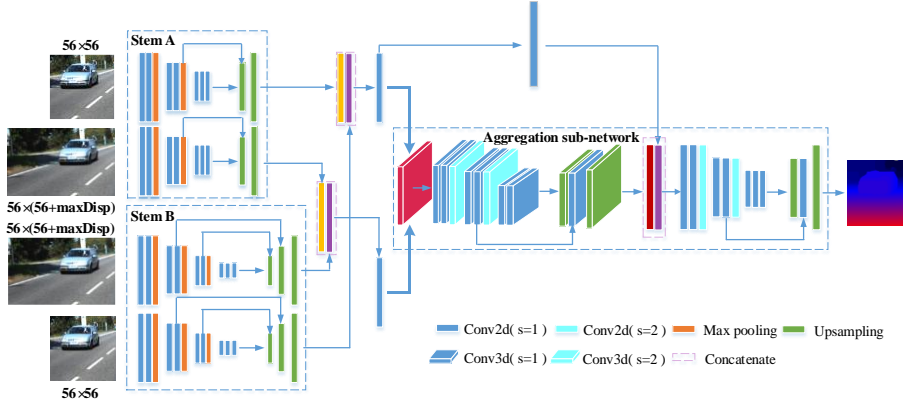 56×56
Stem A
Aggregation sub-network
56×(56+maxDisp)
Stem B
56×(56+maxDisp)
56×56
Conv2d( s=1 )
Conv2d( s=2 )
Max pooling
Upsampling
Conv3d( s=1 )
Conv3d( s=2 )
Concatenate